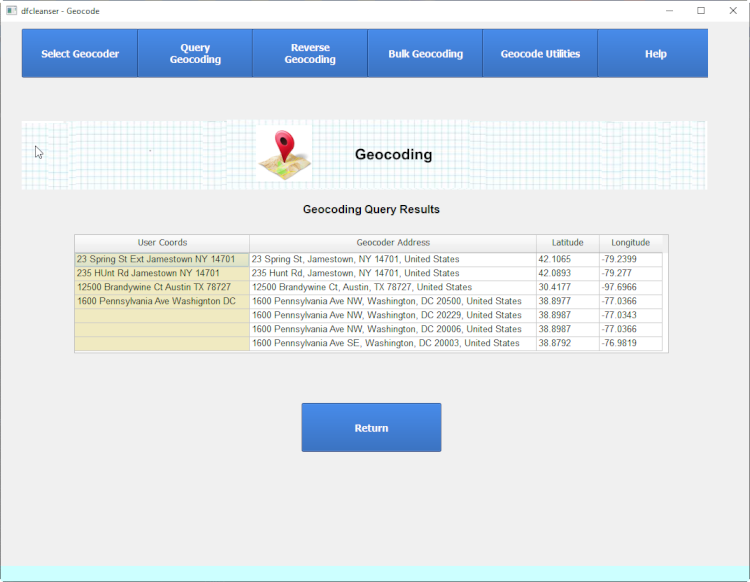 dfcleanser - Geocode
Select Geocoder
Query
Geocoding
Reverse
Geocoding
Bulk Geocoding
Geocode Utilities
Help
Geocoding
Geocoding Query Results
User Coords Geocoder Address Latitude Longitude
23 Spring St Ext Jamestown NY 14701 23 Spring St, Jamestown, NY 14701, United States 42.1065 -79.2399
235 HUnt Rd Jamestown NY 14701 235 Hunt Rd, Jamestown, NY 14701, United States 42.0893 -79.277
12500 Brandywine Ct Austin TX 78727 12500 Brandywine Ct, Austin, TX 78727, United States 30.4177 -97.6966
1600 Pennsylvania Ave Washignton DC 1600 Pennsylvania Ave NW, Washington, DC 20500, United States 38.8977 -77.0366
1600 Pennsylvania Ave NW, Washington, DC 20229, United States 38.8987 -77.0343
1600 Pennsylvania Ave NW, Washington, DC 20006, United States 38.8987 -77.0366
1600 Pennsylvania Ave SE, Washington, DC 20003, United States 38.8792 -76.9819
Return